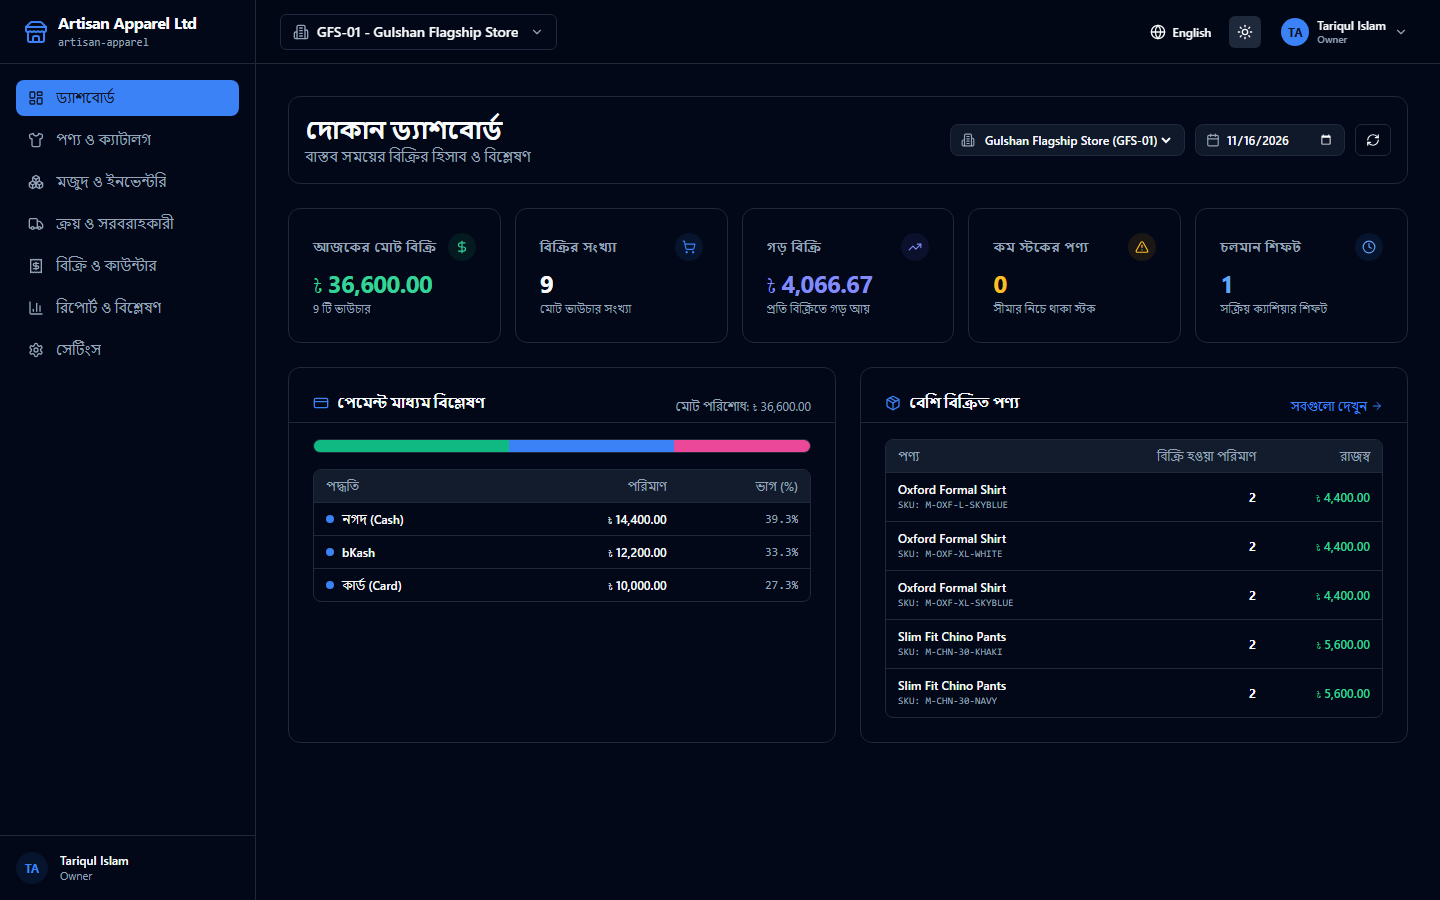 Artisan Apparel Ltd
artisan-apparel
GFS-01 - Gulshan Flagship Store
English
TA
Tariqul Islam
Owner
ড্যাশবোর্ড
পণ্য ও ক্যাটালগ
মজুদ ও ইনভেন্টরি
ক্রয় ও সরবরাহকারী
বিক্রি ও কাউন্টার
রিপোর্ট ও বিশ্লেষণ
সেটিংস
দোকান ড্যাশবোর্ড
বাস্তব সময়ের বিক্রির হিসাব ও বিশ্লেষণ
Gulshan Flagship Store (GFS-01)
11/16/2026
আজকের মোট বিক্রি
৳ 36,600.00
9 টি ভাউচার
বিক্রির সংখ্যা
9
মোট ভাউচার সংখ্যা
গড় বিক্রি
৳ 4,066.67
প্রতি বিক্রিতে গড় আয়
কম স্টকের পণ্য
0
সীমার নিচে থাকা স্টক
চলমান শিফট
1
সক্রিয় ক্যাশিয়ার শিফট
পেমেন্ট মাধ্যম বিশ্লেষণ
মোট পরিশোধ: ৳ 36,600.00
পদ্ধতি পরিমাণ ভাগ (%)
নগদ (Cash) ৳ 14,400.00 39.3%
bKash ৳ 12,200.00 33.3%
কার্ড (Card) ৳ 10,000.00 27.3%
বেশি বিক্রিত পণ্য
সবগুলো দেখুন →
পণ্য বিক্রি হওয়া পরিমাণ রাজস্ব
Oxford Formal Shirt
SKU: M-OXF-L-SKYBLUE
2 ৳ 4,400.00
Oxford Formal Shirt
SKU: M-OXF-XL-WHITE
2 ৳ 4,400.00
Oxford Formal Shirt
SKU: M-OXF-XL-SKYBLUE
2 ৳ 4,400.00
Slim Fit Chino Pants
SKU: M-CHN-30-KHAKI
2 ৳ 5,600.00
Slim Fit Chino Pants
SKU: M-CHN-30-NAVY
2 ৳ 5,600.00
TA
Tariqul Islam
Owner